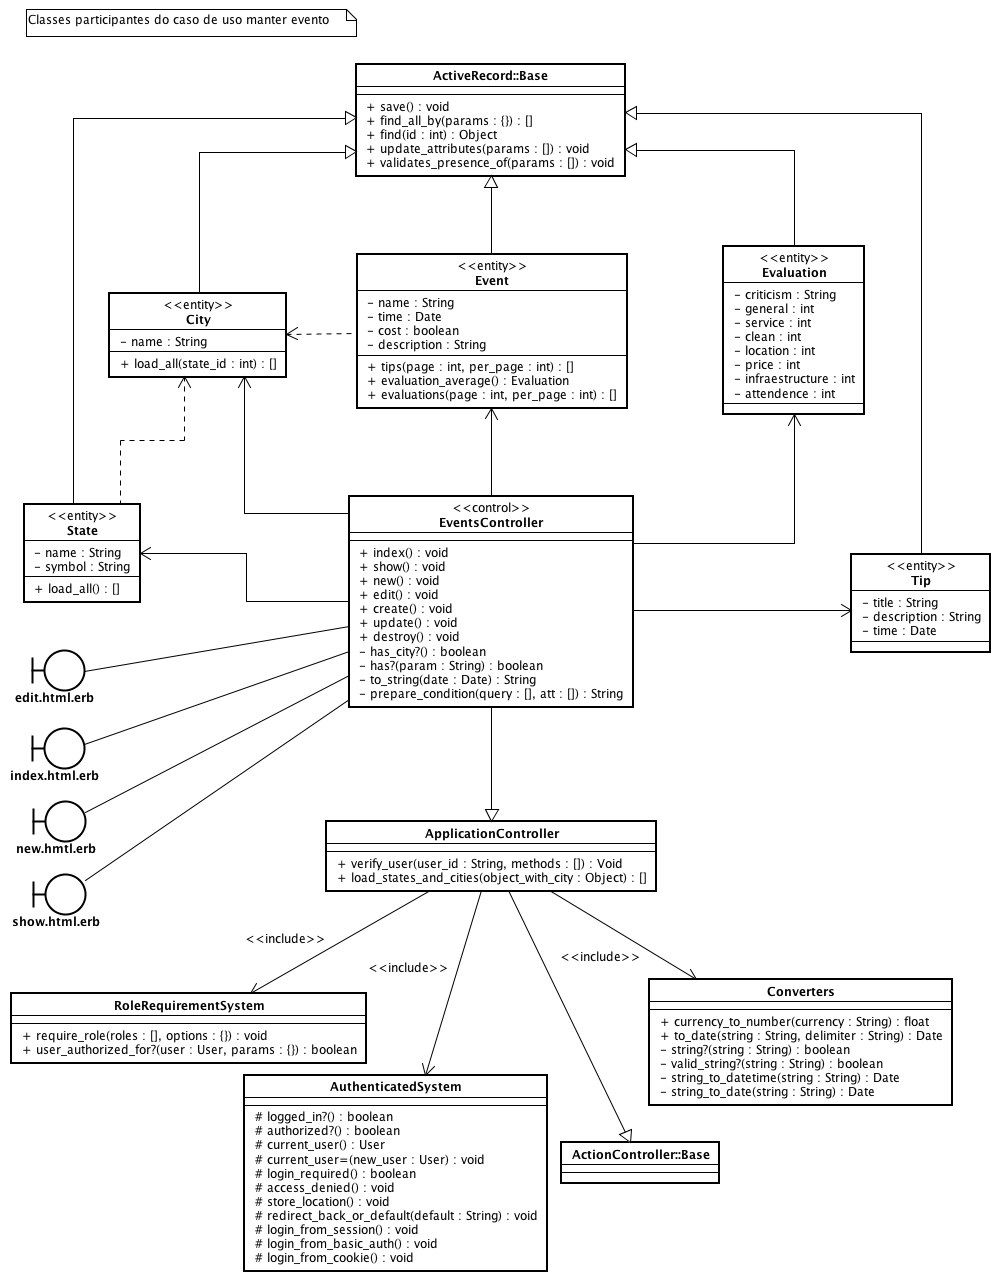 Classes participantes do caso de uso manter evento
ActiveRecord::Base
+ save() : void
+ find_all_by(params : {}) : []
+ find(id : int) : Object
+ update_attributes(params : []) : void
+ validates_presence_of(params : []) : void
<<entity>>
City
- name : String
+ load_all(state_id : int) : []
<<entity>>
Event
- name : String
- time : Date
- cost : boolean
- description : String
+ tips(page : int, per_page : int) : []
+ evaluation_average() : Evaluation
+ evaluations(page : int, per_page : int) : []
<<entity>>
Evaluation
- criticism : String
- general : int
- service : int
- clean : int
- location : int
- price : int
- infraestructure : int
- attendence : int
<<entity>>
State
- name : String
- symbol : String
+ load_all() : []
<<control>>
EventsController
+ index() : void
+ show() : void
+ new() : void
+ edit() : void
+ create() : void
+ update() : void
+ destroy() : void
- has_city?() : boolean
- has?(param : String) : boolean
- to_string(date : Date) : String
- prepare_condition(query : [], att : []) : String
<<entity>>
Tip
- title : String
- description : String
- time : Date
edit.html.erb
index.html.erb
new.hmtl.erb
show.html.erb
ApplicationController
+ verify_user(user_id : String, methods : []) : Void
+ load_states_and_cities(object_with_city : Object) : []
<<include>>
<<include>>
<<include>>
RoleRequirementSystem
+ require_role(roles : [], options : {}) : void
+ user_authorized_for?(user : User, params : {}) : boolean
Converters
+ currency_to_number(currency : String) : float
+ to_date(string : String, delimiter : String) : Date
- string?(string : String) : boolean
- valid_string?(string : String) : boolean
- string_to_datetime(string : String) : Date
- string_to_date(string : String) : Date
AuthenticatedSystem
# logged_in?() : boolean
# authorized?() : boolean
# current_user() : User
# current_user=(new_user : User) : void
# login_required() : boolean
# access_denied() : void
# store_location() : void
# redirect_back_or_default(default : String) : void
# login_from_session() : void
# login_from_basic_auth() : void
# login_from_cookie() : void
ActionController::Base